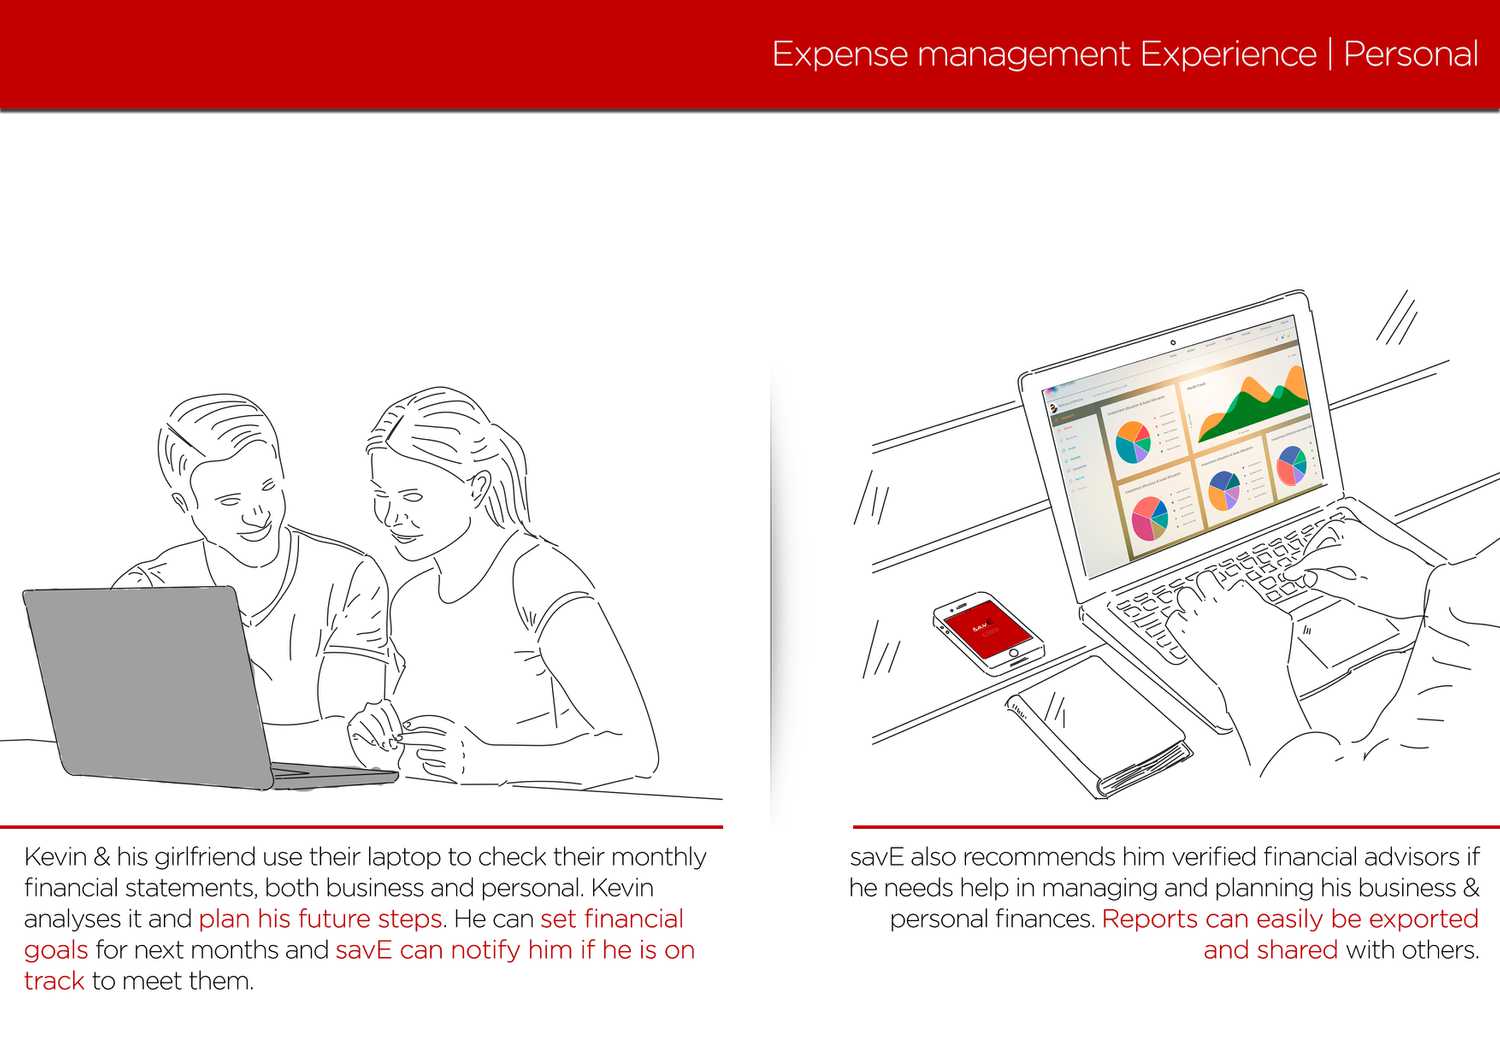 Expense management Experience | Personal
Kevin & his girlfriend use their laptop to check their monthly
financial statements, both business and personal. Kevin
analyses it and plan his future steps. He can set financial
goals for next months and savE can notify him if he is on
track to meet them.
savE also recommends him verified financial advisors if
he needs help in managing and planning his business &
personal finances. Reports can easily be exported
and shared with others.